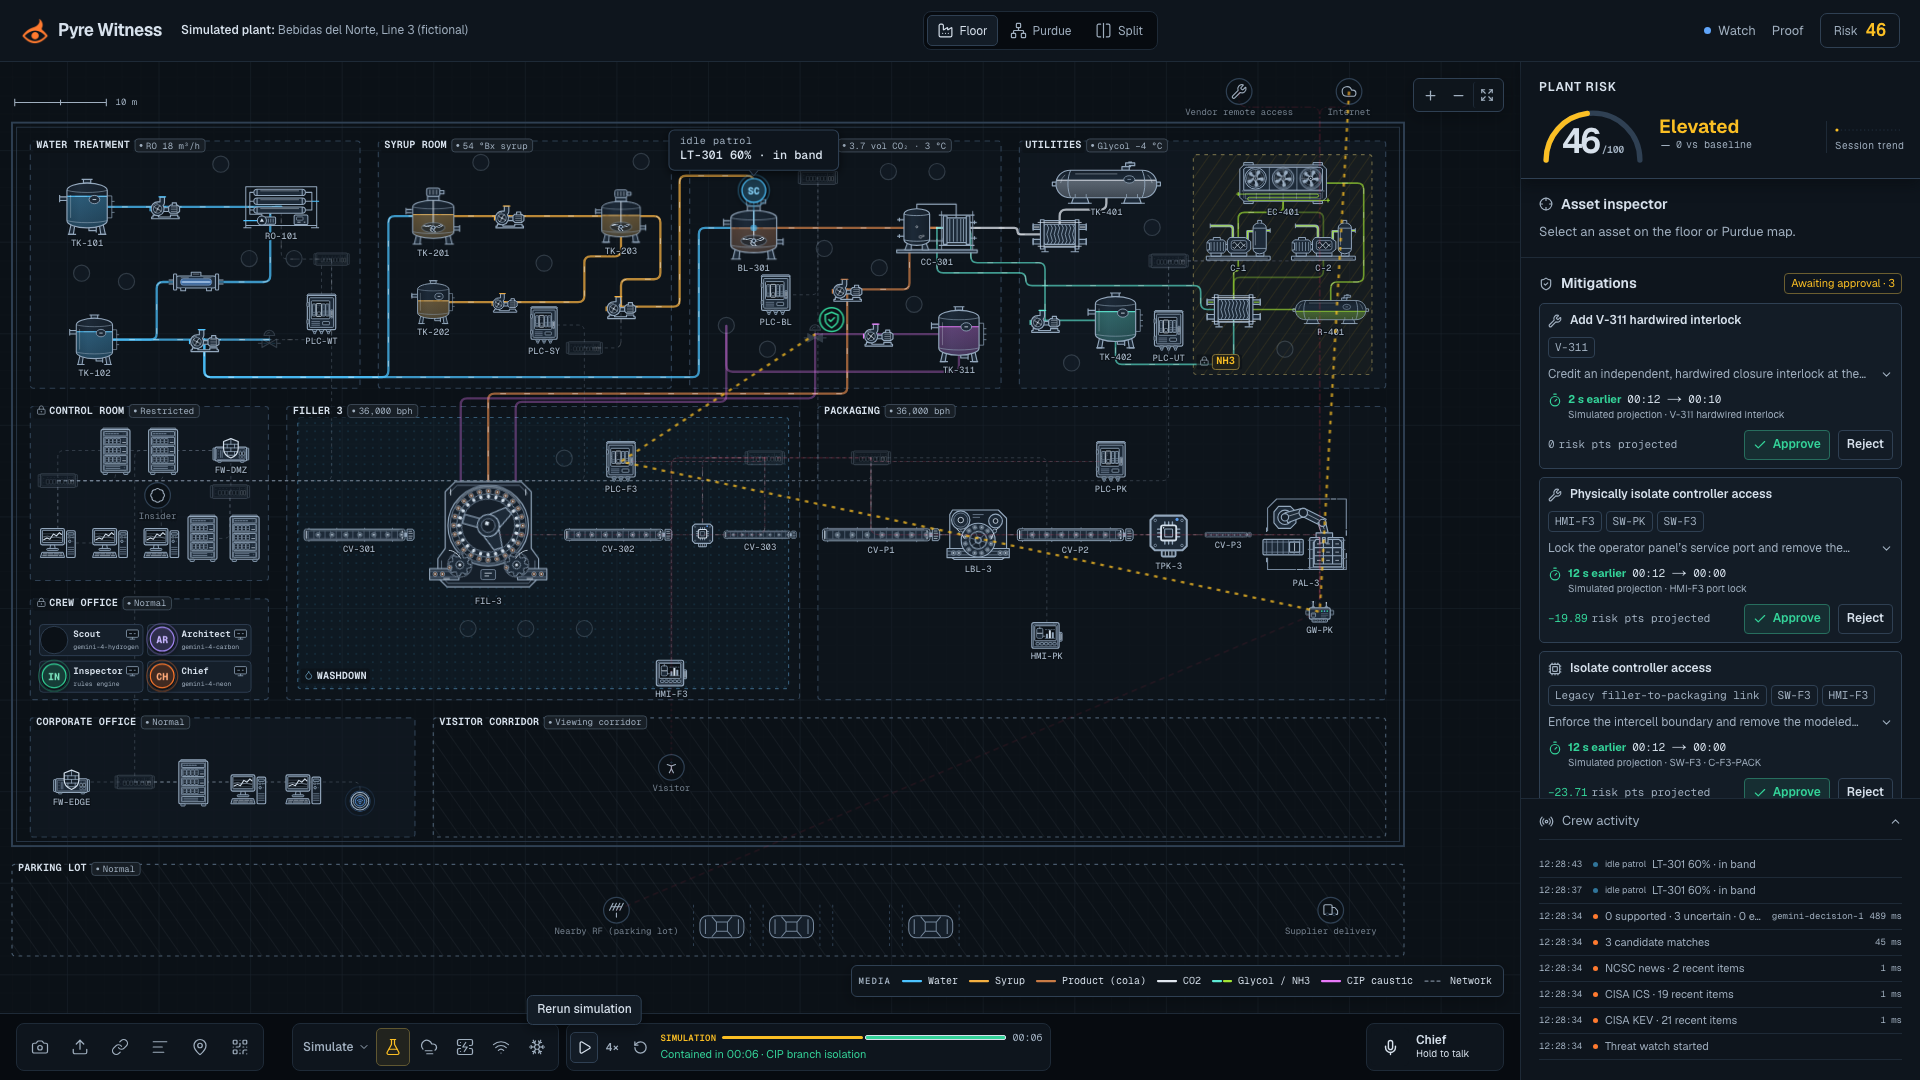 Pyre Witness
Simulated plant: Bebidas del Norte, Line 3 (fictional)
Floor
Purdue
Split
Watch
Proof
Risk 46
10 m
Vendor remote access
Internet
WATER TREATMENT
RO 18 m³/h
SYRUP ROOM
54 °Bx syrup
idle patrol
LT-301 60% · in band
3.7 vol CO₂ · 3 °C
UTILITIES
Glycol -4 °C
SC
TK-101
RO-101
TK-201
TK-203
BL-301
CC-301
TK-401
EC-401
C-1
C-2
TK-102
PLC-WT
TK-202
PLC-SY
PLC-BL
TK-311
TK-402
PLC-UT
R-401
NH3
CONTROL ROOM
Restricted
FILLER 3
36,000 bph
PACKAGING
36,000 bph
FW-DMZ
Insider
PLC-F3
PLC-PK
CV-301
FIL-3
CV-302
CV-303
CV-P1
LBL-3
CV-P2
TPK-3
CV-P3
PAL-3
GW-PK
HMI-PK
HMI-F3
WASHDOWN
CREW OFFICE
Normal
Scout
gemini-4-hydrogen
AR
Architect
gemini-4-carbon
IN
Inspector
rules engine
CH
Chief
gemini-4-neon
CORPORATE OFFICE
Normal
FW-EDGE
VISITOR CORRIDOR
Viewing corridor
Visitor
PARKING LOT
Normal
Nearby RF (parking lot)
Supplier delivery
MEDIA
Water
Syrup
Product (cola)
CO2
Glycol / NH3
CIP caustic
Network
Rerun simulation
Simulate
4×
SIMULATION
00:06
Contained in 00:06 · CIP branch isolation
Chief
Hold to talk
PLANT RISK
46/100
Elevated
— 0 vs baseline
Session trend
Asset inspector
Select an asset on the floor or Purdue map.
Mitigations
Awaiting approval · 3
Add V-311 hardwired interlock
V-311
Credit an independent, hardwired closure interlock at the…
2 s earlier 00:12 → 00:10
Simulated projection · V-311 hardwired interlock
0 risk pts projected
Approve
Reject
Physically isolate controller access
HMI-F3
SW-PK
SW-F3
Lock the operator panel's service port and remove the…
12 s earlier 00:12 → 00:00
Simulated projection · HMI-F3 port lock
-19.89 risk pts projected
Approve
Reject
Isolate controller access
Legacy filler-to-packaging link
SW-F3
HMI-F3
Enforce the intercell boundary and remove the modeled…
12 s earlier 00:12 → 00:00
Simulated projection · SW-F3 · C-F3-PACK
-23.71 risk pts projected
Approve
Reject
Crew activity
12:28:43 idle patrol LT-301 60% · in band
12:28:37 idle patrol LT-301 60% · in band
12:28:34 0 supported · 3 uncertain · 0 e… gemini-decision-1 489 ms
12:28:34 3 candidate matches 45 ms
12:28:34 NCSC news · 2 recent items 1 ms
12:28:34 CISA ICS · 19 recent items 1 ms
12:28:34 CISA KEV · 21 recent items 1 ms
12:28:34 Threat watch started